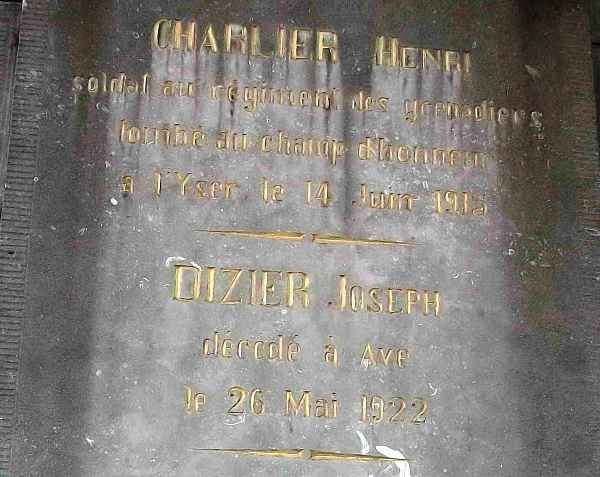 CHARLIER HENRI
soldat au régiment des grenadiers
tombé au champ d'honneur
a l'Yser le 14 Juin 1915
DIZIER JOSEPH
décédé à Ave
le 26 Mai 1922